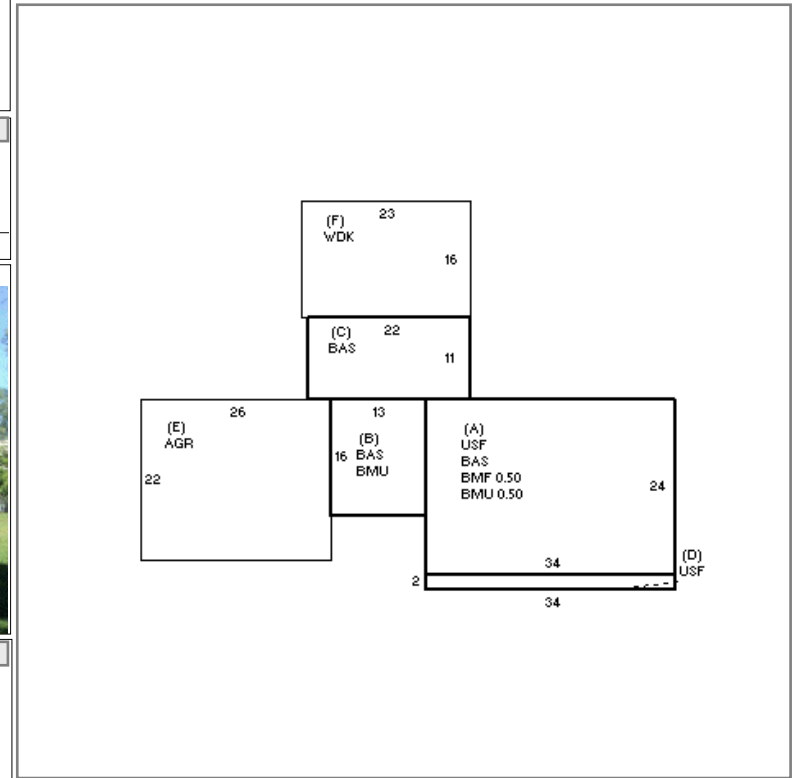 (F) 23
WDK
16
(C) 22
BAS
11
26 13
(E)
AGR
(A)
USF
BAS
BMF 0.50
BMU 0.50
(B)
16 BAS
BMU
22
24
34
(D)
USF
2
34